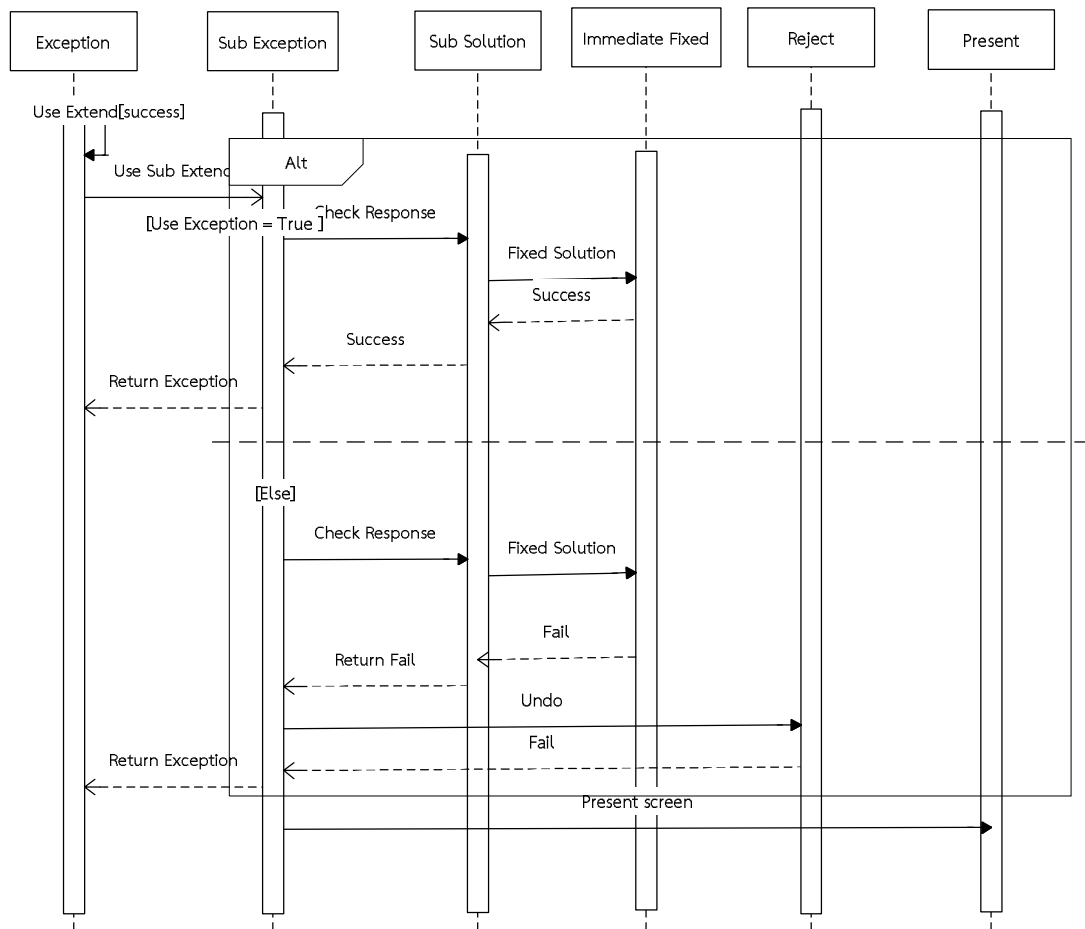 Exception
Sub Exception
Sub Solution
Immediate Fixed
Reject
Present
Use Extend[success]
Alt
Use Sub Extend
[Use Exception = True ]
Check Response
Fixed Solution
Success
Success
Return Exception
[Else]
Check Response
Fixed Solution
Fail
Return Fail
Undo
Fail
Return Exception
Present screen